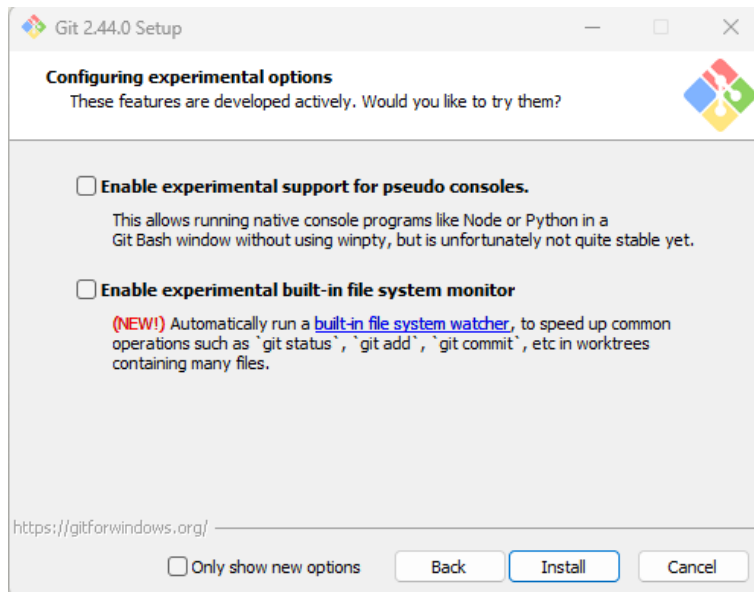 Git 2.44.0 Setup
Configuring experimental options
These features are developed actively. Would you like to try them?
Enable experimental support for pseudo consoles.
This allows running native console programs like Node or Python in a
Git Bash window without using winpty, but is unfortunately not quite stable yet.
Enable experimental built-in file system monitor
(NEW!) Automatically run a built-in file system watcher, to speed up common
operations such as `git status`, `git add`, `git commit`, etc in worktrees
containing many files.
https://gitforwindows.org/
Only show new options Back Install Cancel